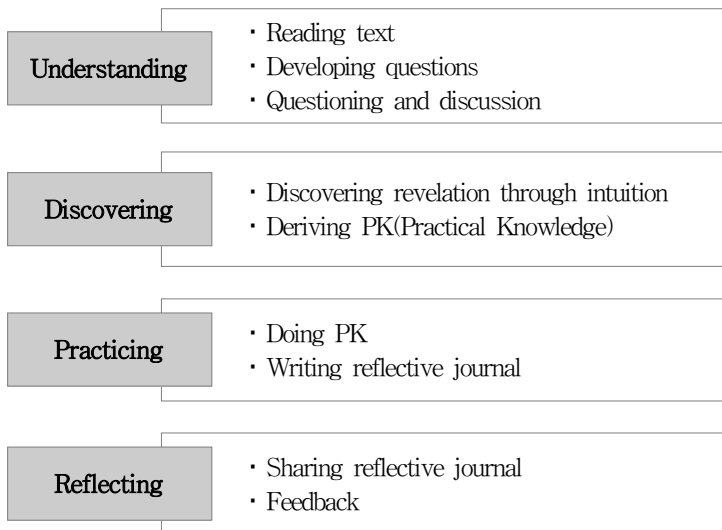 Understanding
· Reading text
· Developing questions
· Questioning and discussion
Discovering
· Discovering revelation through intuition
· Deriving PK(Practical Knowledge)
Practicing
· Doing PK
· Writing reflective journal
Reflecting
· Sharing reflective journal
· Feedback